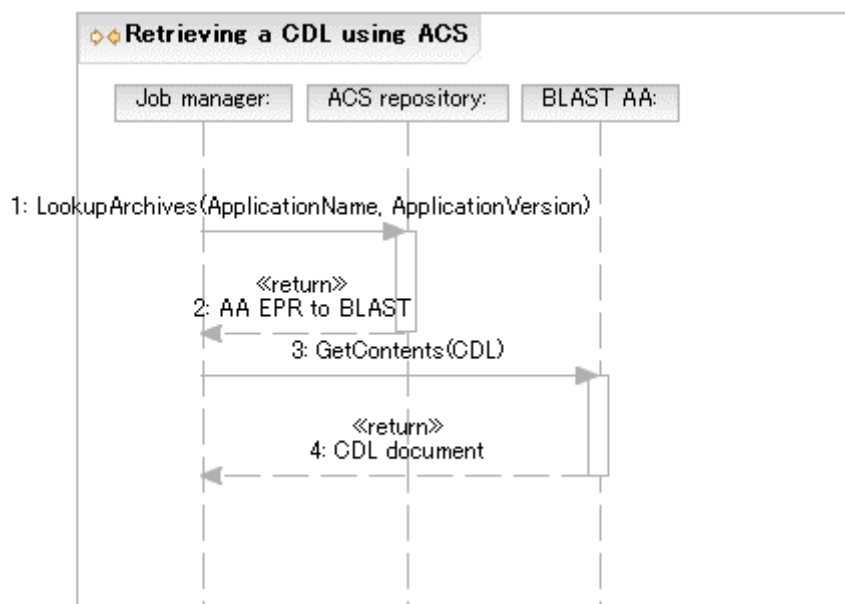 Retrieving a CDL using ACS
Job manager:
ACS repository:
BLAST AA:
1: LookupArchives(ApplicationName, ApplicationVersion)
≪return≫
2: AA EPR to BLAST
3: GetContents(CDL)
≪return≫
4: CDL document